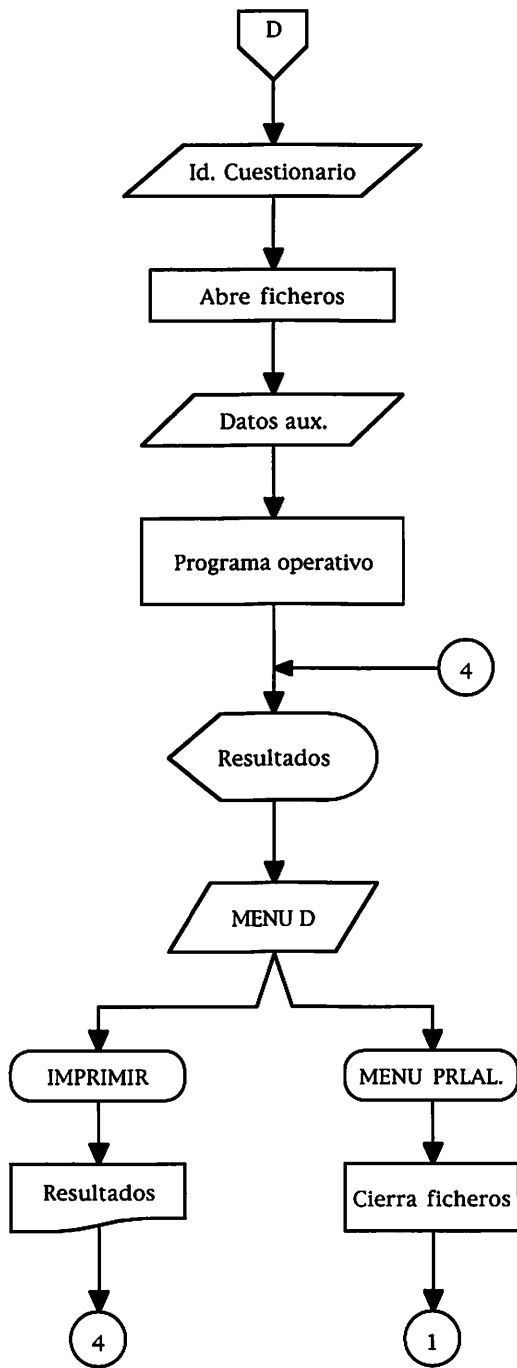 D
Id. Cuestionario
Abre ficheros
Datos aux.
Programa operativo
4
Resultados
MENU D
IMPRIMIR
MENU PRLAL.
Resultados
Cierra ficheros
4
1